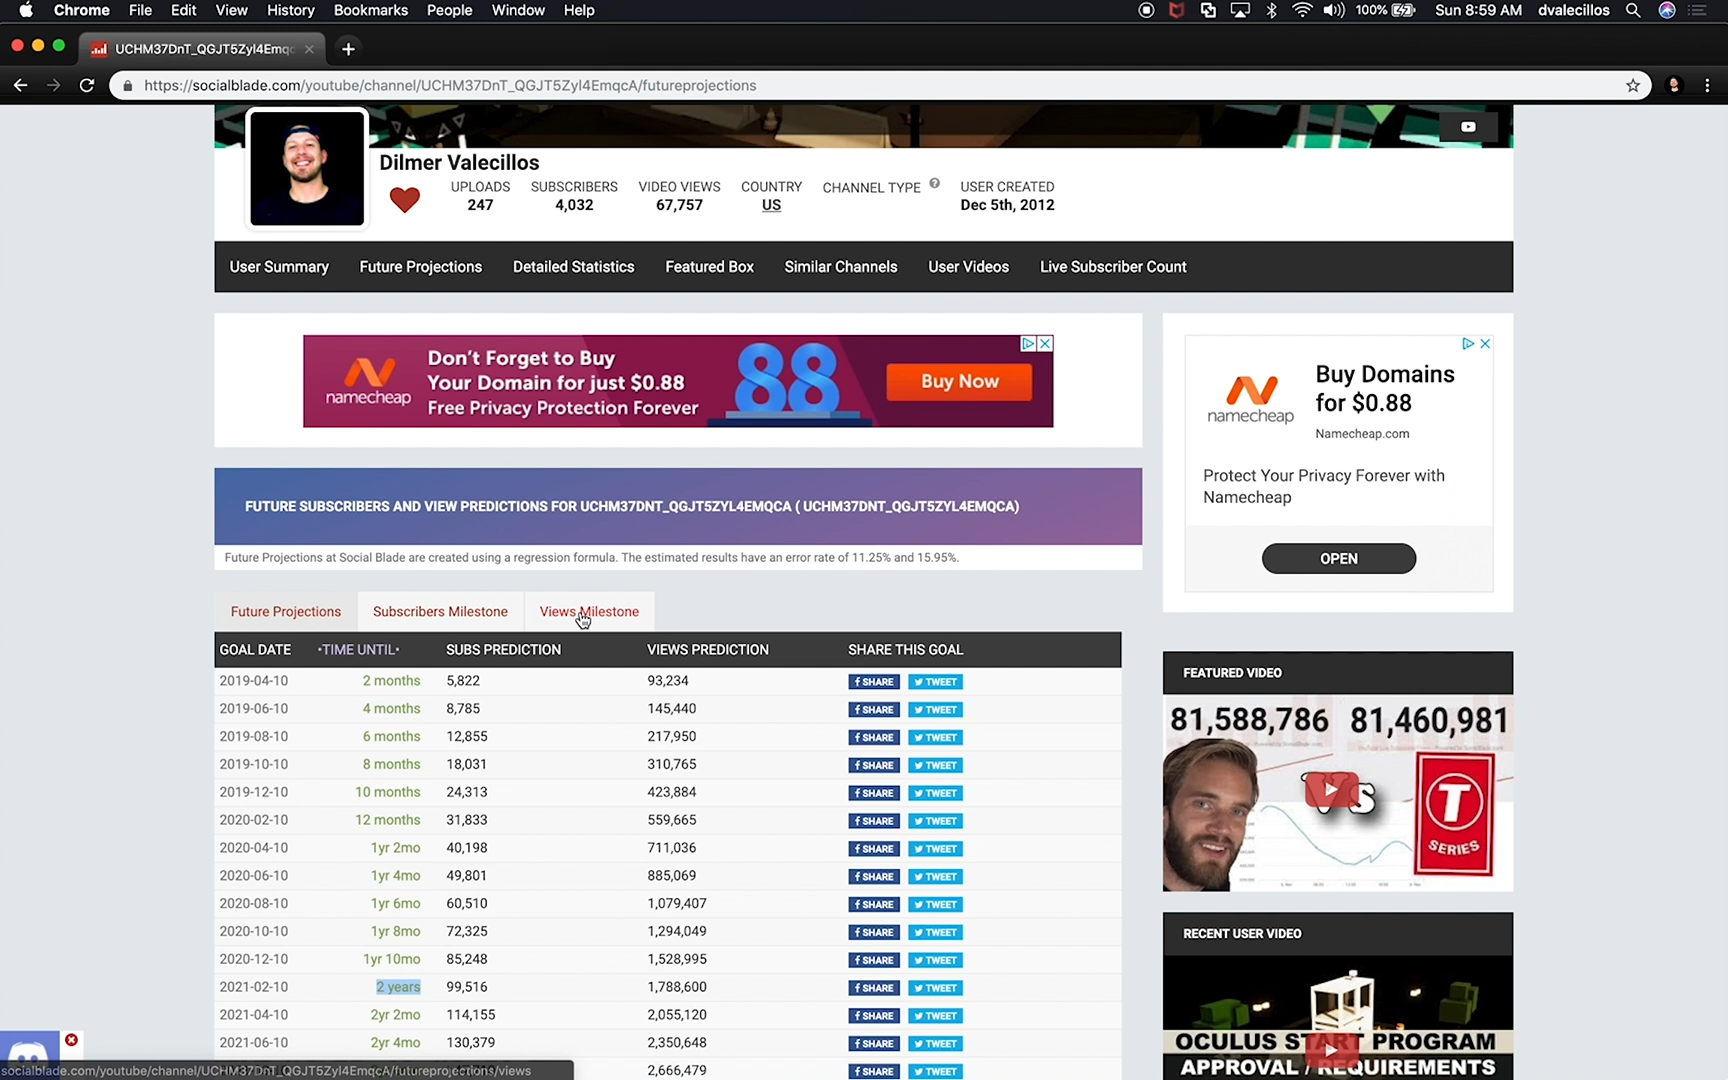 Chrome File Edit View History Bookmarks People Window Help 100% Sun 8:59 AM dvalecillos
UCHM37DnT_QGJT5Zyl4Emqc
https://socialblade.com/youtube/channel/UCHM37DnT_QGJT5Zyl4EmqcA/futureprojections
Dilmer Valecillos
UPLOADS SUBSCRIBERS VIDEO VIEWS COUNTRY CHANNEL TYPE ? USER CREATED
247 4,032 67,757 US Dec 5th, 2012
User Summary Future Projections Detailed Statistics Featured Box Similar Channels User Videos Live Subscriber Count
namecheap
Don't Forget to Buy
Your Domain for just $0.88
Free Privacy Protection Forever
88
Buy Now
namecheap
Buy Domains
for $0.88
Namecheap.com
Protect Your Privacy Forever with
Namecheap
OPEN
FUTURE SUBSCRIBERS AND VIEW PREDICTIONS FOR UCHM37DNT_QGJT5ZYL4EMQCA ( UCHM37DNT_QGJT5ZYL4EMQCA)
Future Projections at Social Blade are created using a regression formula. The estimated results have an error rate of 11.25% and 15.95%.
Future Projections Subscribers Milestone Views Milestone
GOAL DATE •TIME UNTIL• SUBS PREDICTION VIEWS PREDICTION SHARE THIS GOAL
2019-04-10 2 months 5,822 93,234 SHARE TWEET
2019-06-10 4 months 8,785 145,440 SHARE TWEET
2019-08-10 6 months 12,855 217,950 SHARE TWEET
2019-10-10 8 months 18,031 310,765 SHARE TWEET
2019-12-10 10 months 24,313 423,884 SHARE TWEET
2020-02-10 12 months 31,833 559,665 SHARE TWEET
2020-04-10 1yr 2mo 40,198 711,036 SHARE TWEET
2020-06-10 1yr 4mo 49,801 885,069 SHARE TWEET
2020-08-10 1yr 6mo 60,510 1,079,407 SHARE TWEET
2020-10-10 1yr 8mo 72,325 1,294,049 SHARE TWEET
2020-12-10 1yr 10mo 85,248 1,528,995 SHARE TWEET
2021-02-10 2 years 99,516 1,788,600 SHARE TWEET
2021-04-10 2yr 2mo 114,155 2,055,120 SHARE TWEET
2021-06-10 2yr 4mo 130,379 2,350,648 SHARE TWEET
2,666,479 SHARE TWEET
FEATURED VIDEO
81,588,786 81,460,981
Vs
T
SERIES
RECENT USER VIDEO
OCULUS START PROGRAM
APPROVAL / REQUIREMENTS
socialblade.com/youtube/channel/UCHM37DnT_QGJT5Zyl4EmqcA/futureprojections/views